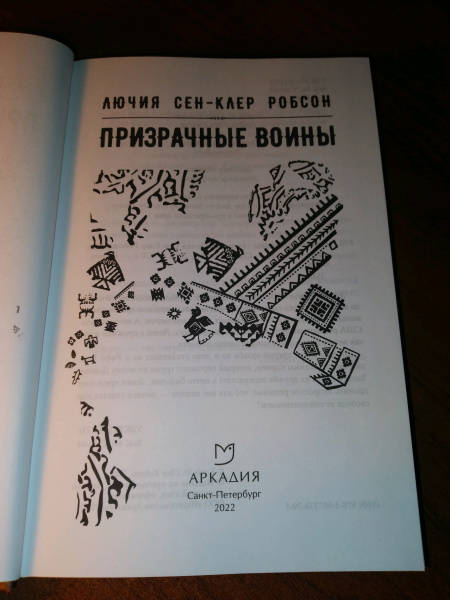 ЛЮЧИЯ СЕН-КЛЕР РОБСОН
ПРИЗРАЧНЫЕ ВОИНЫ
АРКАДИЯ
Санкт-Петербург
2022